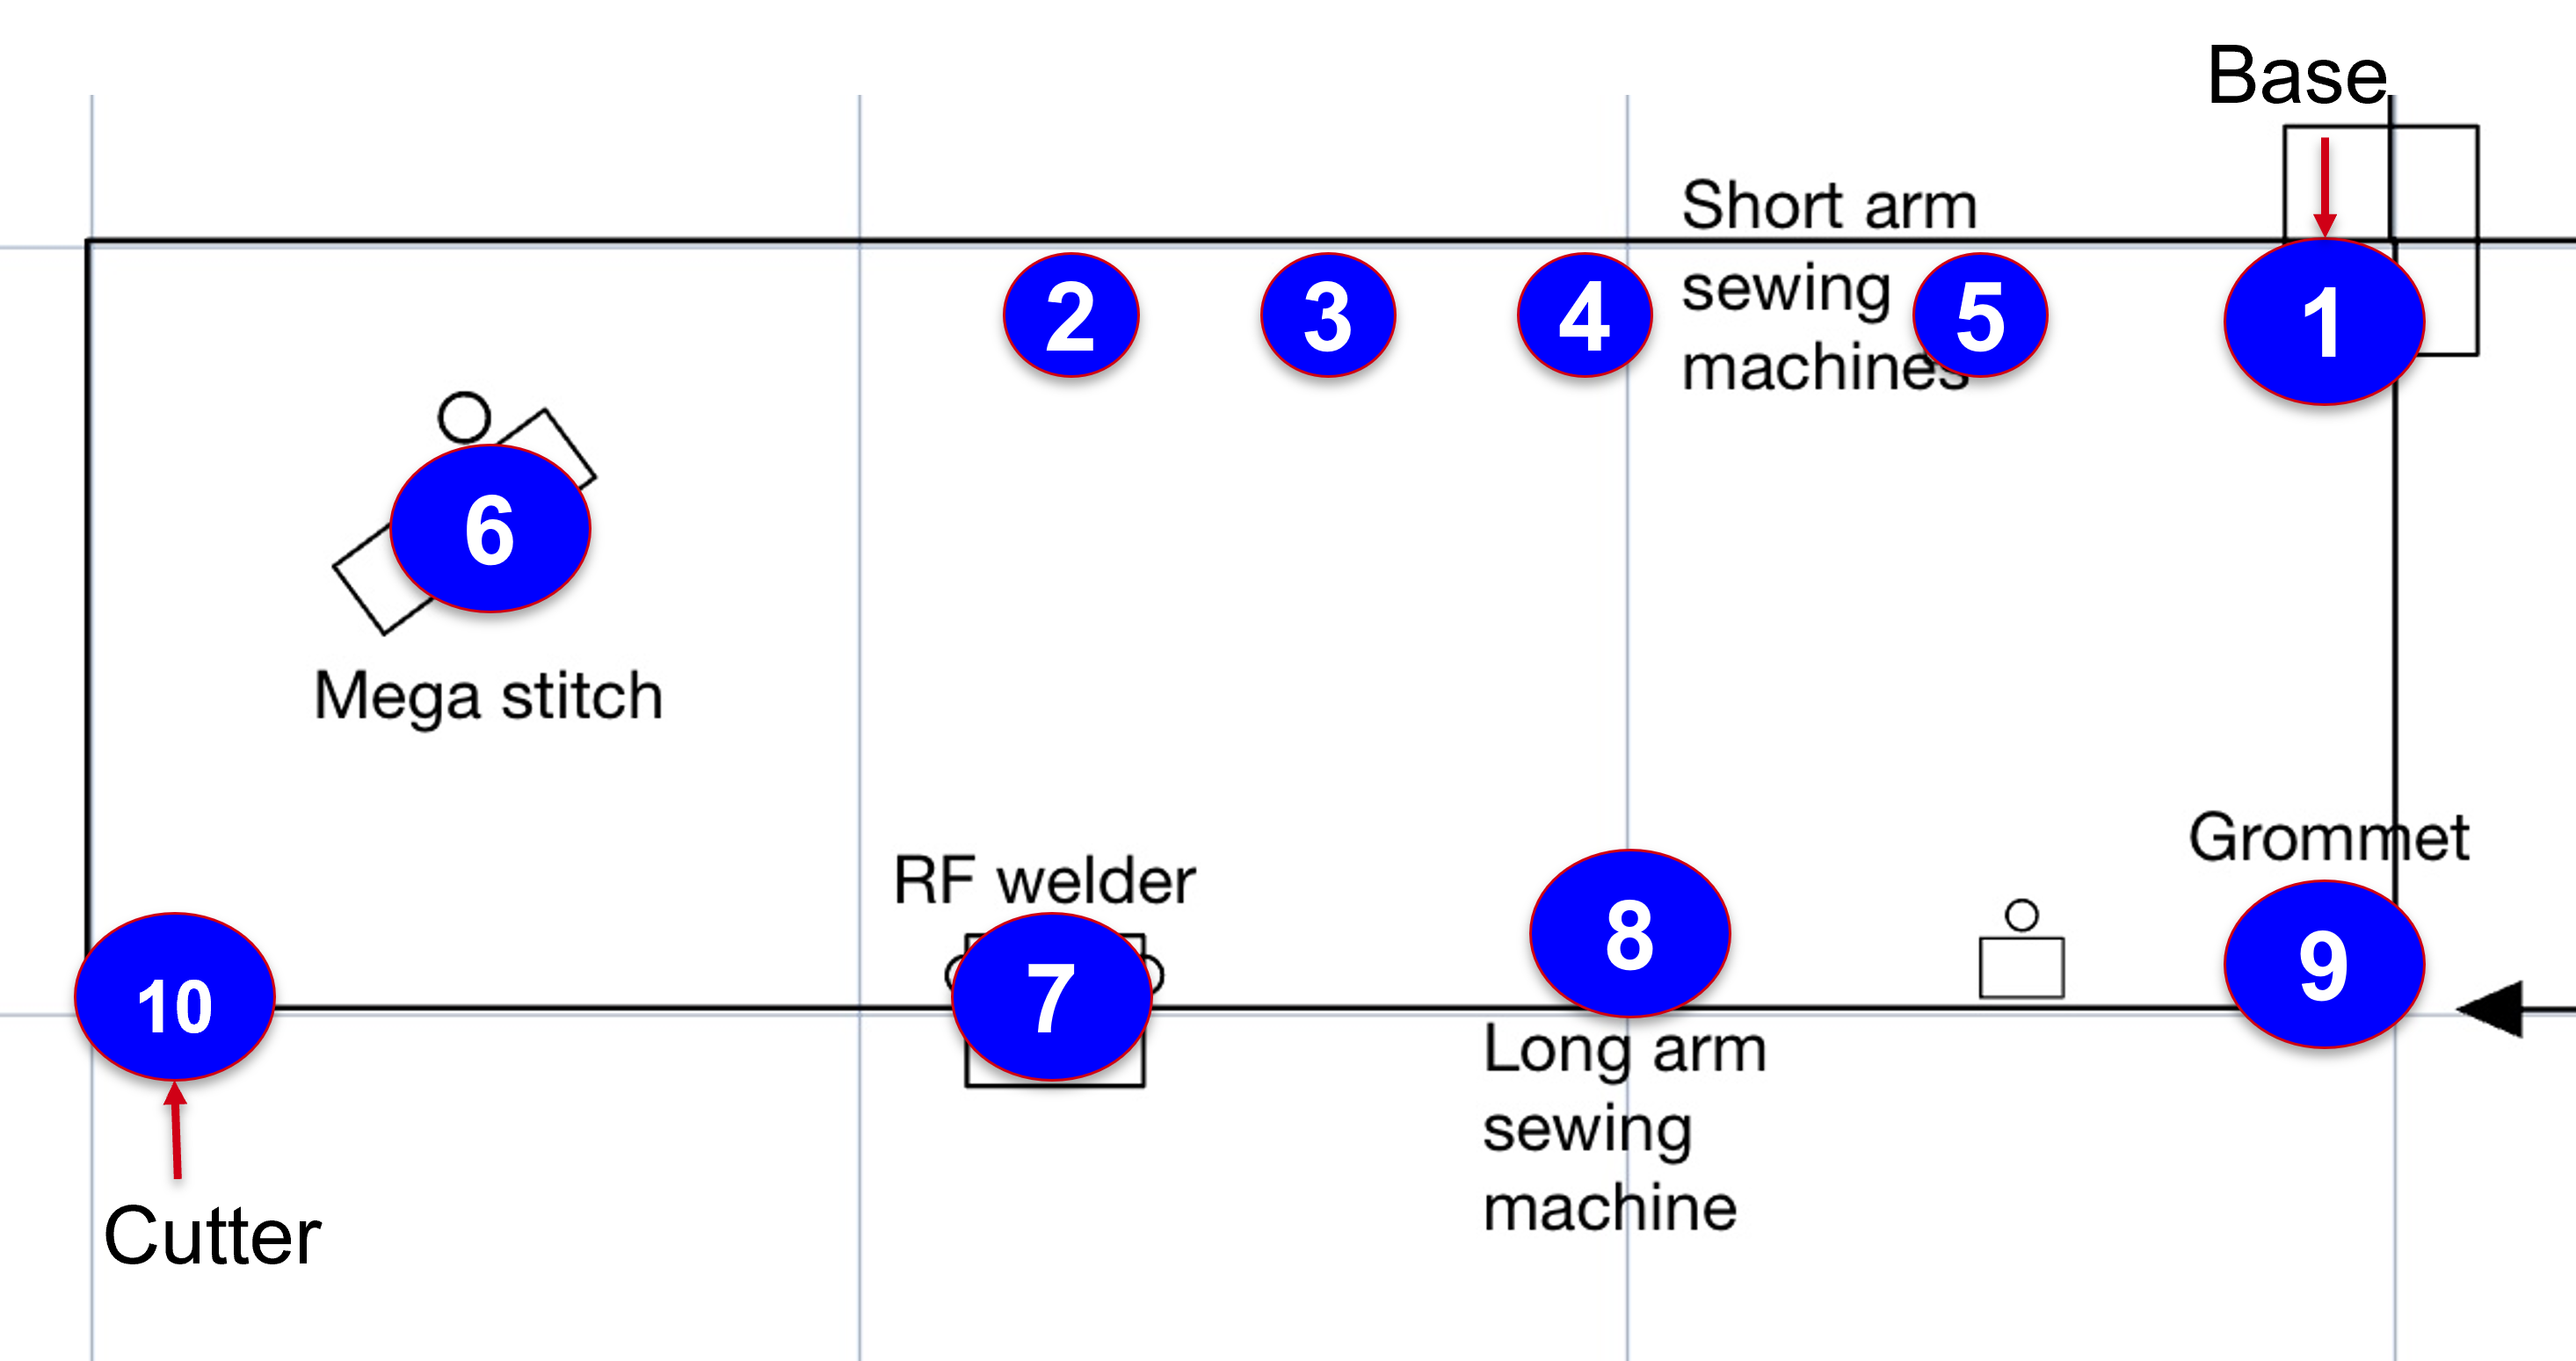 Base
Short arm
sewing
machines
2
3
4
5
1
6
Mega stitch
RF welder
Grommet
7
8
9
10
Long arm
sewing
machine
Cutter